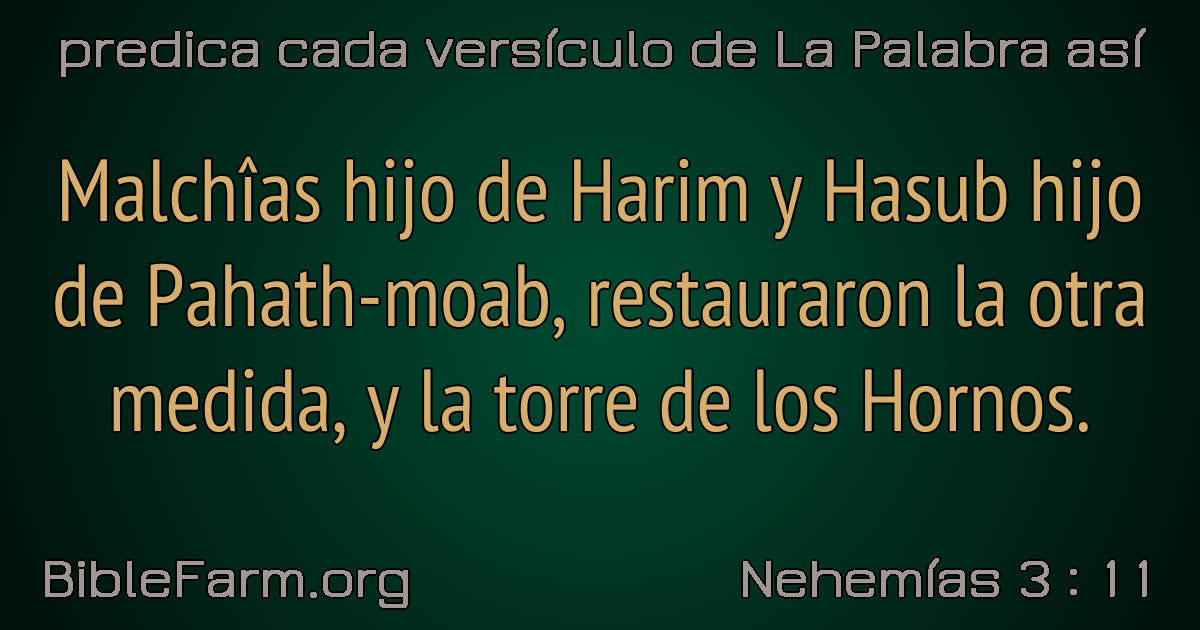 predica cada versículo de La Palabra así
Malchîas hijo de Harim y Hasub hijo
de Pahath-moab, restauraron la otra
medida, y la torre de los Hornos.
BibleFarm.org
Nehemías 3 : 11